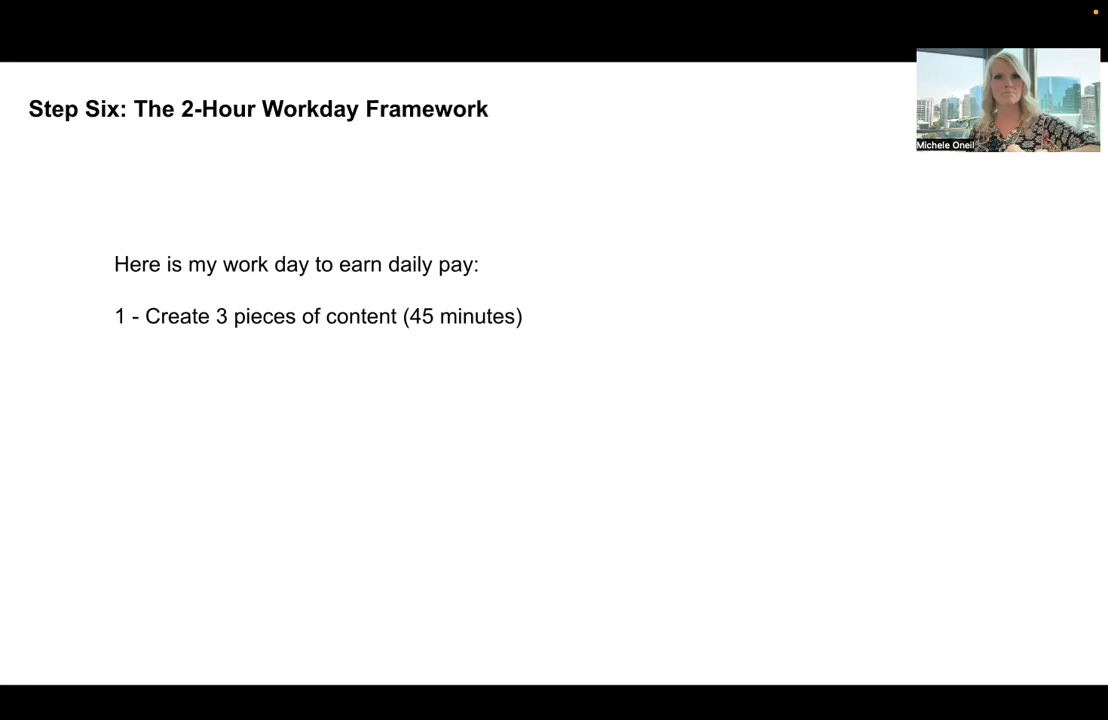 Step Six: The 2-Hour Workday Framework
Michele Oneil
Here is my work day to earn daily pay:
1 - Create 3 pieces of content (45 minutes)